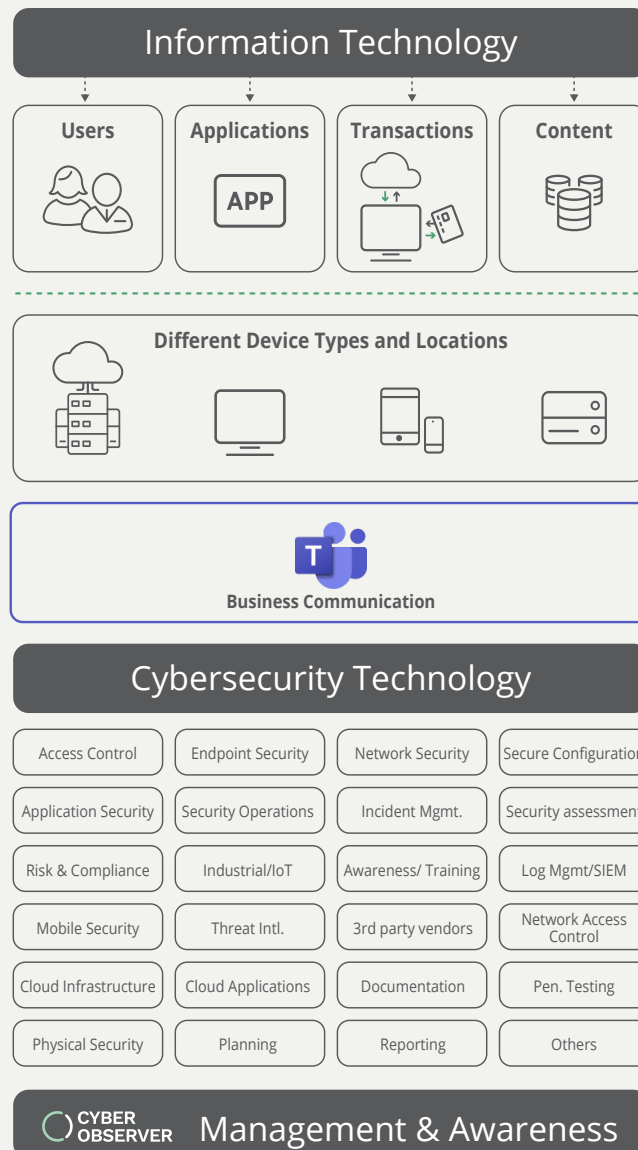 Information Technology
Users
Applications
Transactions
Content
APP
Different Device Types and Locations
T
Business Communication
Cybersecurity Technology
Access Control
Endpoint Security
Network Security
Secure Configuration
Application Security
Security Operations
Incident Mgmt.
Security assessment
Risk & Compliance
Industrial/IoT
Awareness/ Training
Log Mgmt/SIEM
Mobile Security
Threat Intl.
3rd party vendors
Network Access
Control
Cloud Infrastructure
Cloud Applications
Documentation
Pen. Testing
Physical Security
Planning
Reporting
Others
CYBER
OBSERVER
Management & Awareness